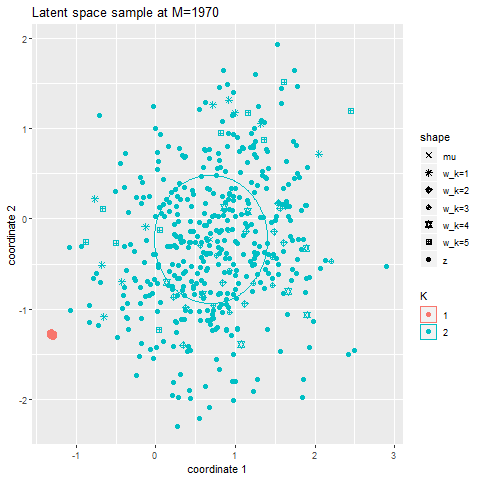 Latent space sample at M=1970
2
1
0
-1
-2
coordinate 2
-1
0
1
2
3
coordinate 1
shape
mu
w_k=1
w_k=2
w_k=3
w_k=4
w_k=5
z
K
1
2